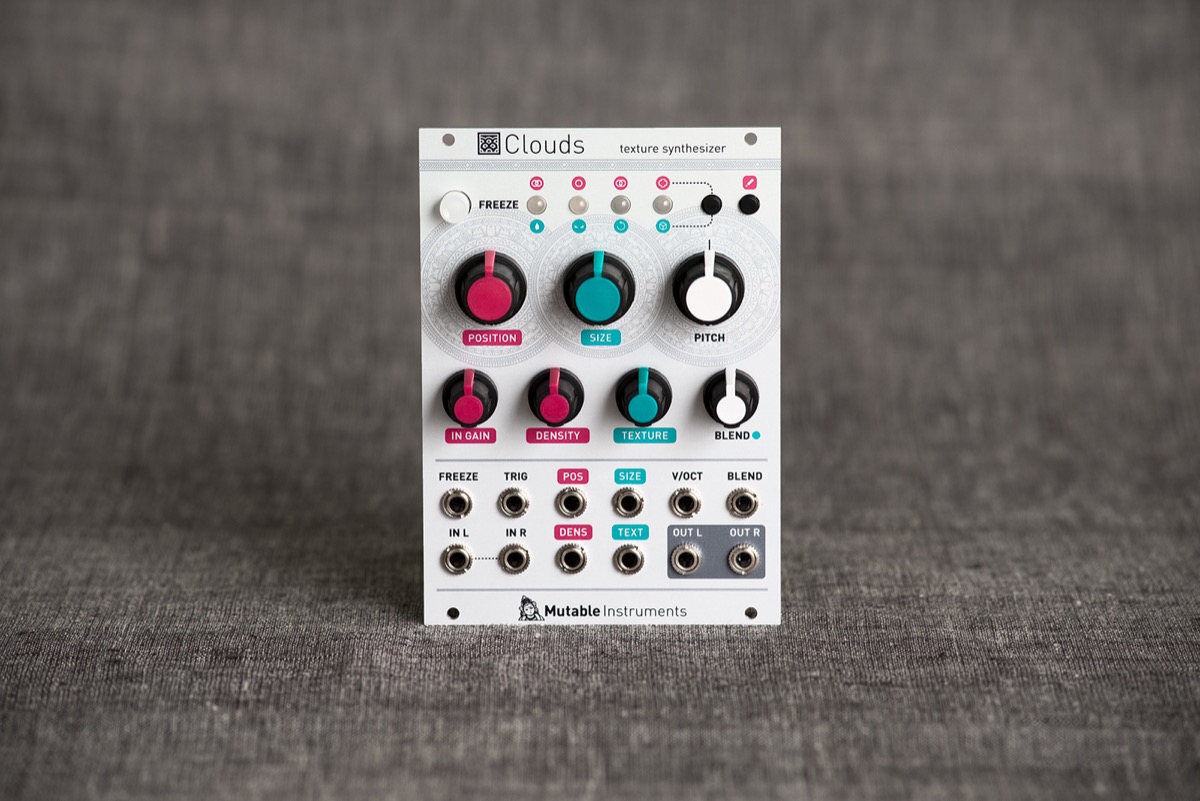 Clouds texture synthesizer
FREEZE
POSITION SIZE PITCH
IN GAIN DENSITY TEXTURE BLEND
FREEZE TRIG POS SIZE V/OCT BLEND
IN L IN R DENS TEXT OUT L OUT R
Mutable Instruments